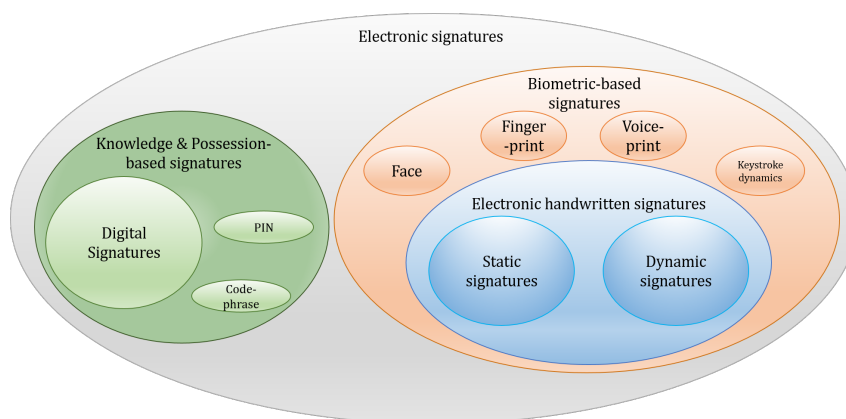 Electronic signatures
Biometric-based
signatures
Finger
-print
Voice-
print
Knowledge & Possession-
based signatures
Face
Keystroke
dynamics
Electronic handwritten signatures
Digital
Signatures
PIN
Static
signatures
Dynamic
signatures
Code-
phrase